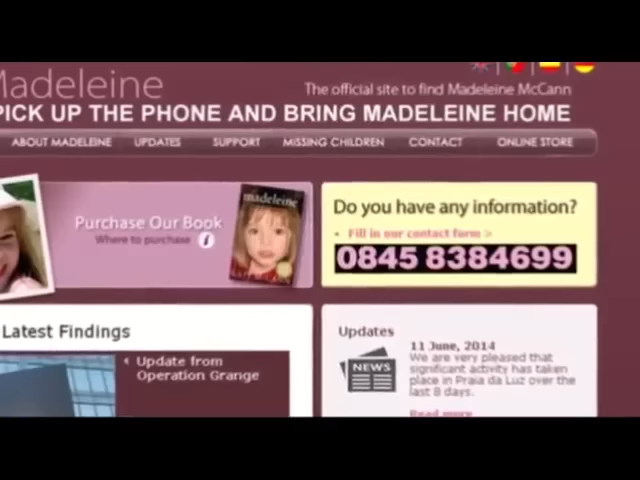 Madeleine
The official site to find Madeleine McCann
PICK UP THE PHONE AND BRING MADELEINE HOME
ABOUT MADELEINE UPDATES SUPPORT MISSING CHILDREN CONTACT ONLINE STORE
Purchase Our Book
Where to purchase i
madeleine
Do you have any information?
• Fill in our contact form >
0845 8384699
Latest Findings
Update from
Operation Grange
Updates
11 June, 2014
NEWS
We are very pleased that
significant activity has taken
place in Praia da Luz over the
last 8 days.
Read more